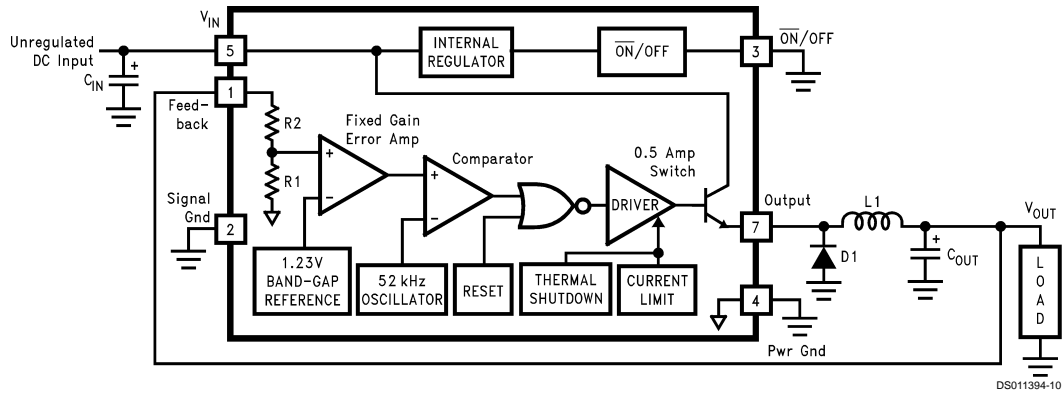 V_IN
Unregulated
DC Input
C_IN
+
5
INTERNAL
REGULATOR
ON/OFF
3
ON/OFF
1
Feed-
back
R2
R1
Fixed Gain
Error Amp
+
−
Comparator
+
−
0.5 Amp
Switch
DRIVER
Signal
Gnd
2
1.23V
BAND-GAP
REFERENCE
52 kHz
OSCILLATOR
RESET
THERMAL
SHUTDOWN
CURRENT
LIMIT
7
Output
L1
D1
+
C_OUT
V_OUT
LOAD
4
Pwr Gnd
DS011394-10